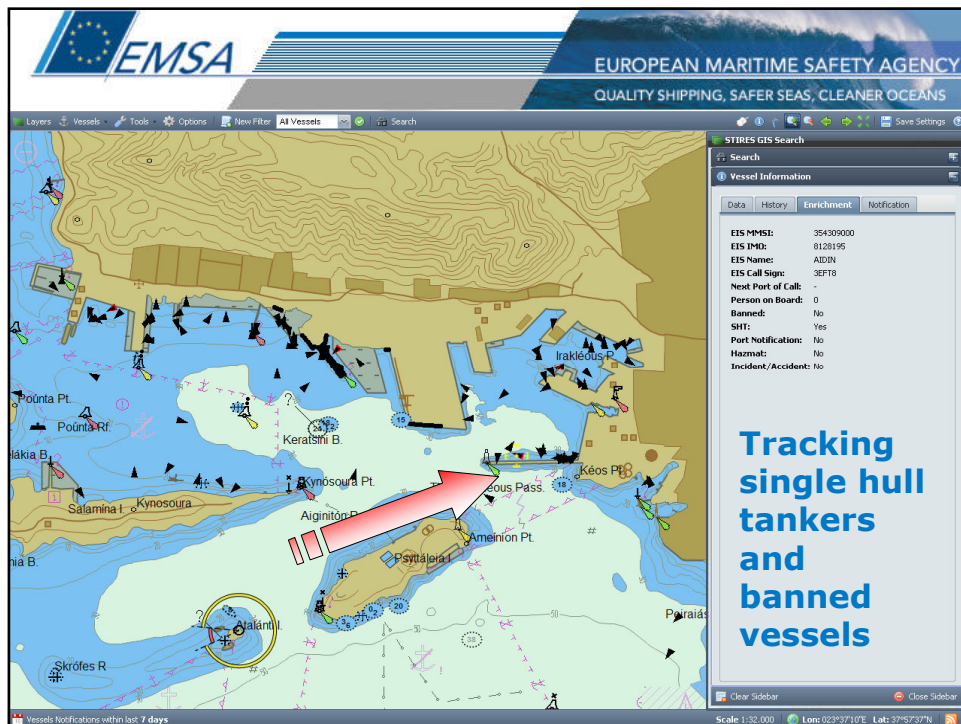 EMSA
EUROPEAN MARITIME SAFETY AGENCY
QUALITY SHIPPING, SAFER SEAS, CLEANER OCEANS
Layers Vessels Tools Options New Filter All Vessels Search Save Settings
STIRES GIS Search
Search
Vessel Information
Data History Enrichment Notification
EIS MMSI: 354309000
EIS IMO: 8128195
EIS Name: AIDIN
EIS Call Sign: 3EFT8
Next Port of Call: -
Person on Board: 0
Banned: No
SHT: Yes
Port Notification: No
Hazmat: No
Incident/Accident: No
Tracking
single hull
tankers
and
banned
vessels
Irakléous P.
Poúnta Pt.
Poúnta Rf.
15
Keratsíni B.
Kéos Pt.
18
Kynósoura Pt.
eous Pass.
Salamína I. Kynosoura
Aiginitón
Ameínion Pt.
Psyttáleia I.
20
Peiraiás
Atalánti I.
38
Skrófes R
Clear Sidebar Close Sidebar
Vessels Notifications within last 7 days
Scale 1:32.000 Lon: 023°37'10"E Lat: 37°57'37"N